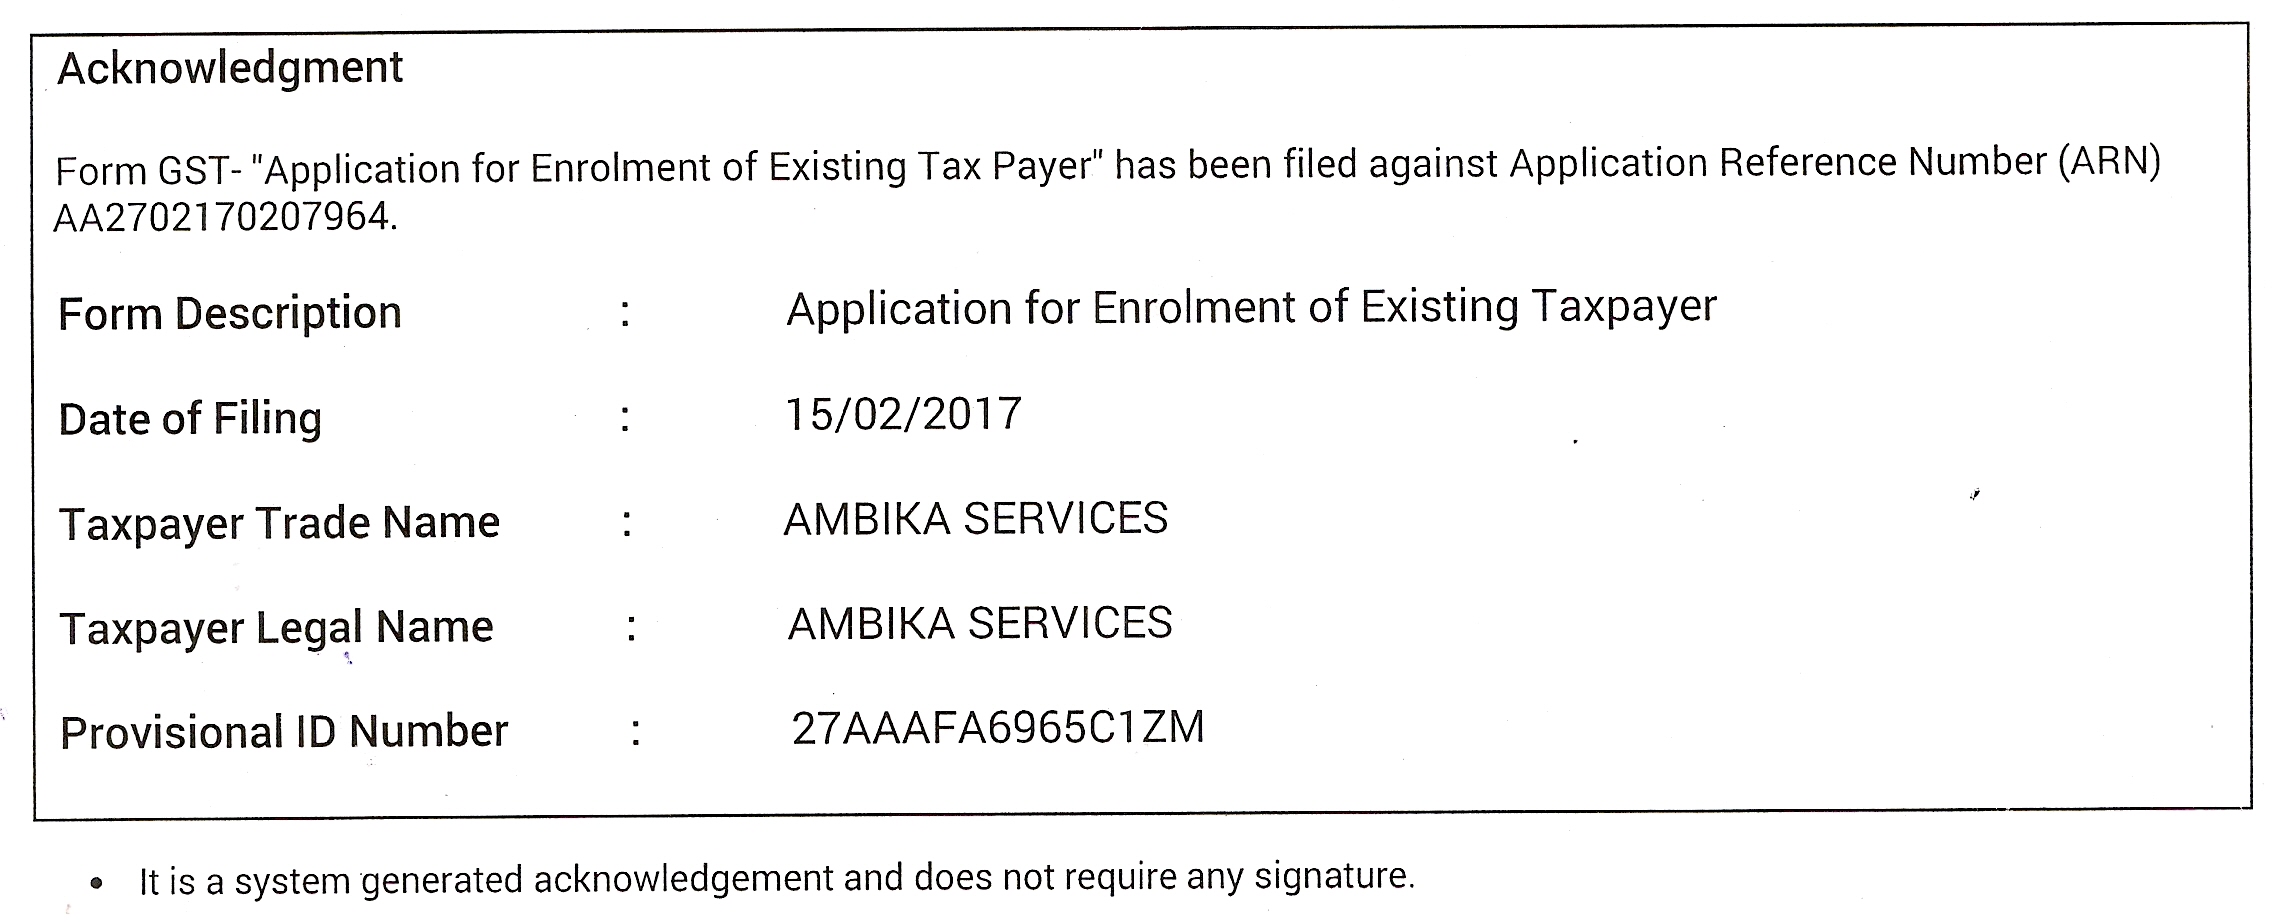 Acknowledgment
Form GST- "Application for Enrolment of Existing Tax Payer" has been filed against Application Reference Number (ARN)
AA2702170207964.
Form Description : Application for Enrolment of Existing Taxpayer
Date of Filing : 15/02/2017
Taxpayer Trade Name : AMBIKA SERVICES
Taxpayer Legal Name : AMBIKA SERVICES
Provisional ID Number : 27AAAFA6965C1ZM
• It is a system generated acknowledgement and does not require any signature.